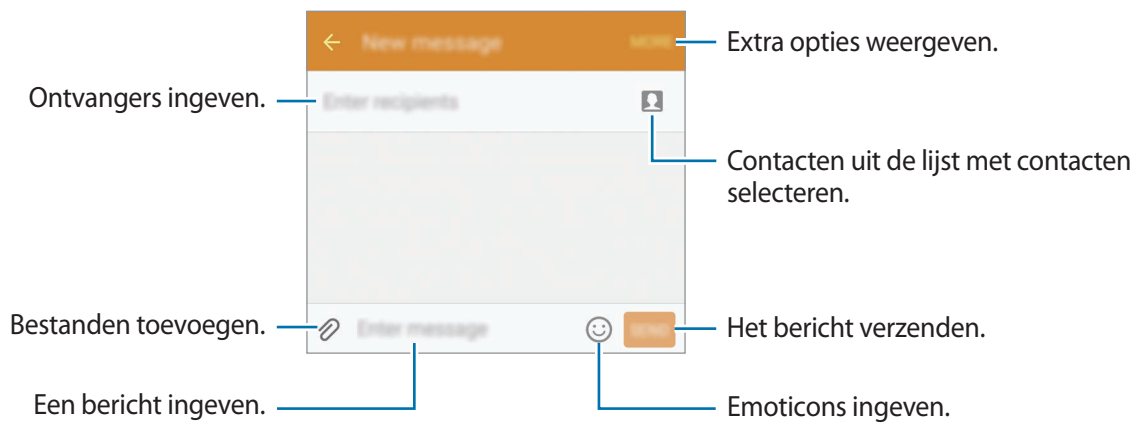 New message
MORE
Extra opties weergeven.
Ontvangers ingeven.
Enter recipients
Contacten uit de lijst met contacten
selecteren.
Bestanden toevoegen.
Enter message
SEND
Het bericht verzenden.
Een bericht ingeven.
Emoticons ingeven.